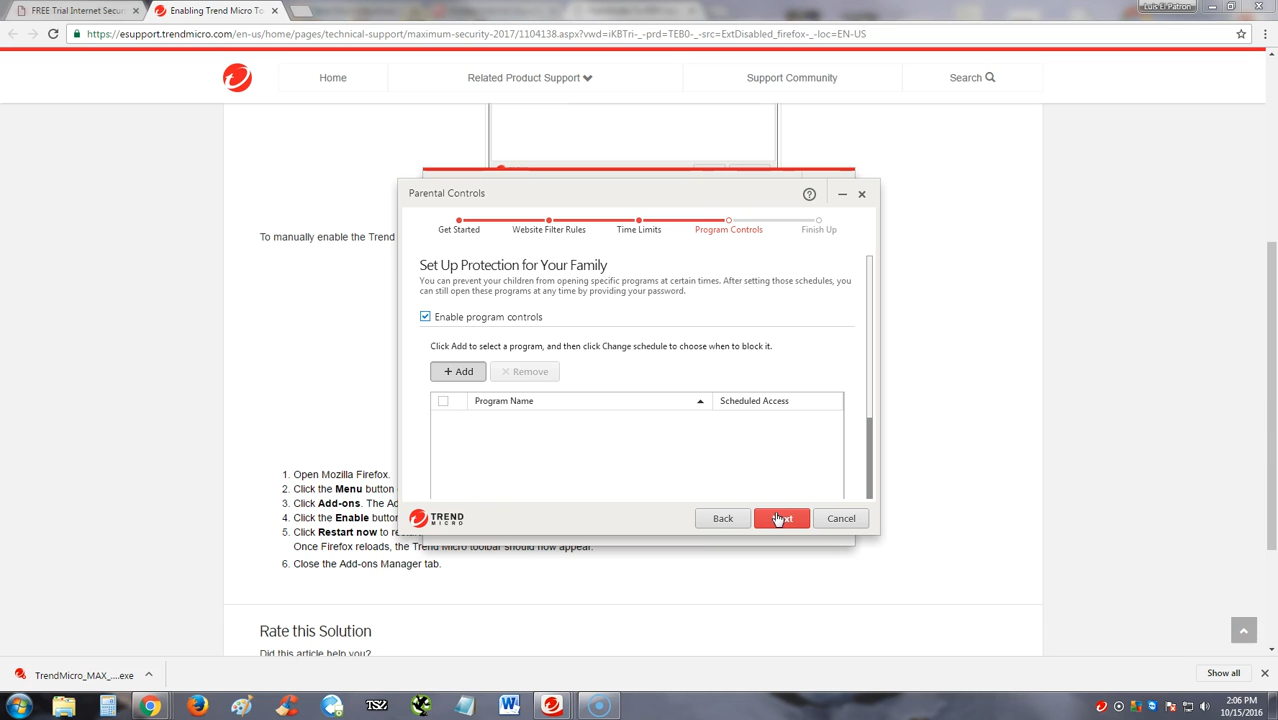 FREE Trial Internet Secur
Enabling Trend Micro To
Luis El Patron
https://esupport.trendmicro.com/en-us/home/pages/technical-support/maximum-security-2017/1104138.aspx?vwd=iKBTri-_-prd=TEB0-_-src=ExtDisabled_firefox-_-loc=EN-US
Home
Related Product Support
Support Community
Search
To manually enable the Trend
Parental Controls
Get Started
Website Filter Rules
Time Limits
Program Controls
Finish Up
Set Up Protection for Your Family
You can prevent your children from opening specific programs at certain times. After setting those schedules, you
can still open these programs at any time by providing your password.
Enable program controls
Click Add to select a program, and then click Change schedule to choose when to block it.
+ Add
× Remove
Program Name
Scheduled Access
TREND
MICRO
Back
Cancel
1. Open Mozilla Firefox.
2. Click the Menu button
3. Click Add-ons. The Ad
4. Click the Enable button
5. Click Restart now to rest
Once Firefox reloads, the Trend Micro toolbar should now appear.
6. Close the Add-ons Manager tab.
Rate this Solution
Did this article help you?
TrendMicro_MAX_....exe
Show all
TSZ
2:06 PM
10/15/2016